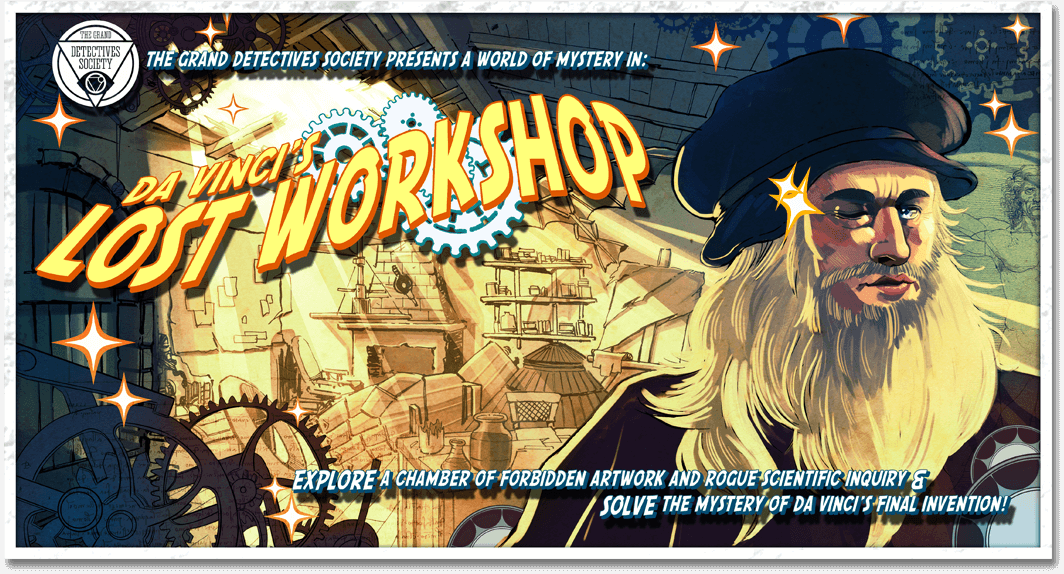 THE GRAND
DETECTIVES
SOCIETY
THE GRAND DETECTIVES SOCIETY PRESENTS A WORLD OF MYSTERY IN:
DA VINCI'S
LOST WORKSHOP
EXPLORE A CHAMBER OF FORBIDDEN ARTWORK AND ROGUE SCIENTIFIC INQUIRY &
SOLVE THE MYSTERY OF DA VINCI'S FINAL INVENTION!